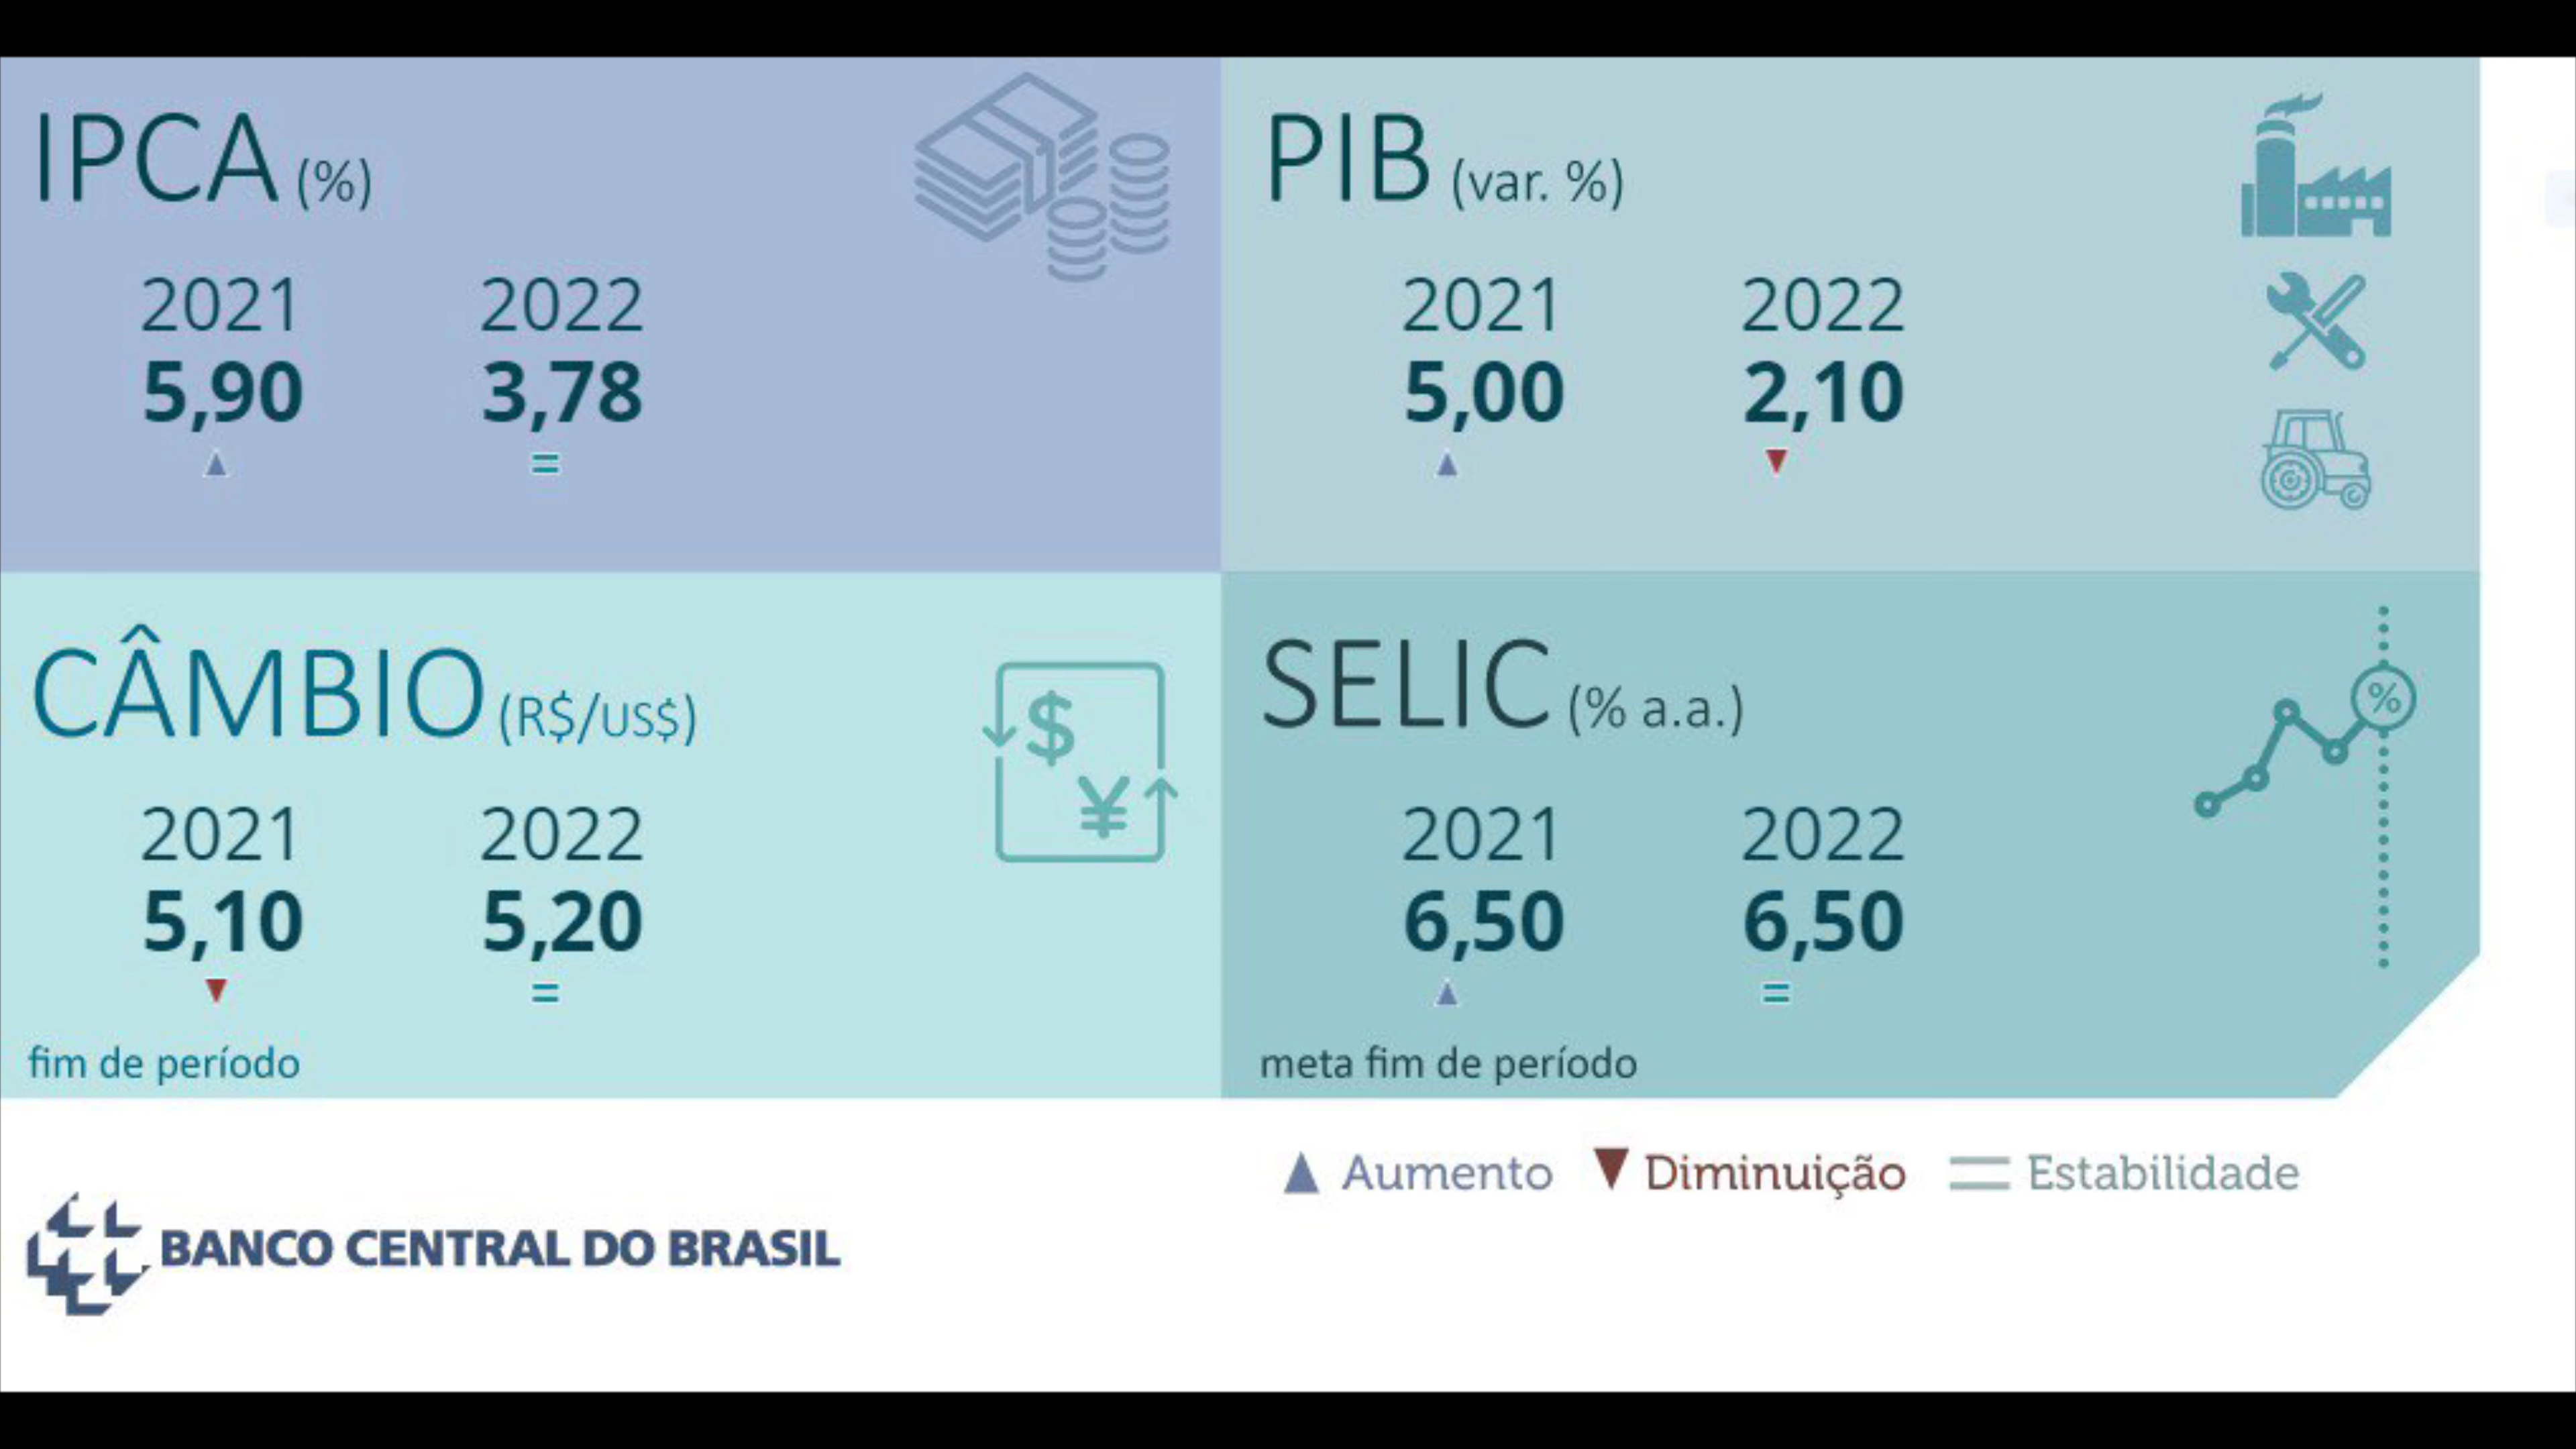 IPCA (%)
2021 2022
5,90 3,78
▲ =
PIB (var. %)
2021 2022
5,00 2,10
▲ ▼
CÂMBIO (R$/US$)
$
¥
2021 2022
5,10 5,20
▼ =
fim de período
SELIC (% a.a.)
%
2021 2022
6,50 6,50
▲ =
meta fim de período
▲ Aumento ▼ Diminuição = Estabilidade
BANCO CENTRAL DO BRASIL